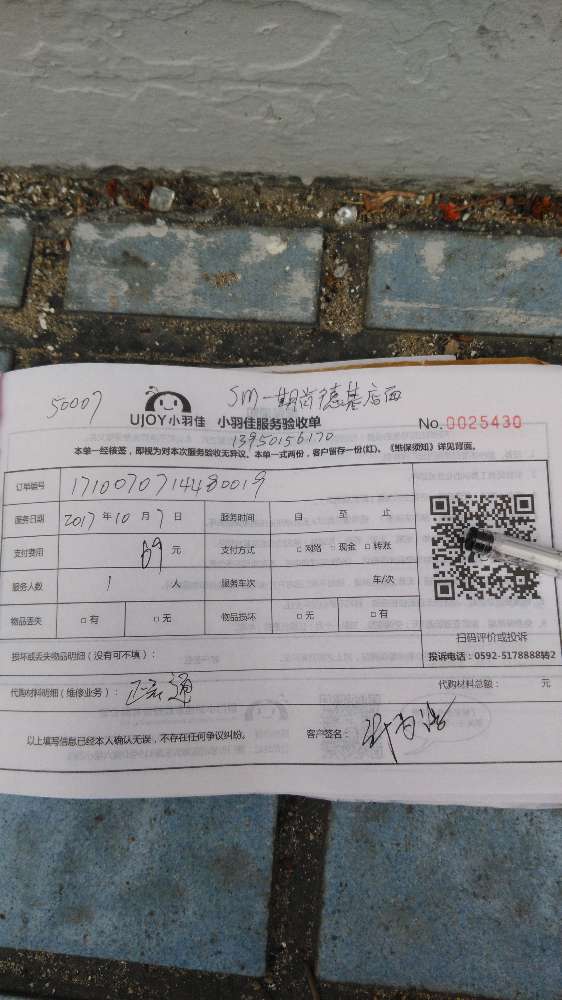 50007
SM一期肯德基店面
UJOY小羽佳 小羽佳服务验收单 No.0025430
13950156170
本单一经核签，即视为对本次服务验收无异议。本单一式两份，客户留存一份(红)。《维保须知》详见背面。
订单编号 1710070714480019
服务日期 2017年10月7日 服务时间 自 至 止
支付费用 69元 支付方式 □网络 □现金 □转账
服务人数 1人 服务车次 车/次
物品丢失 □有 □无 物品损坏 □无 □有
扫码评价或投诉
投诉电话：0592-5178888转2
损坏或丢失物品明细（没有可不填）：
代购材料明细（维修业务）： 通 代购材料总额： 元
以上填写信息已经本人确认无误，不存在任何争议纠纷。 客户签名：